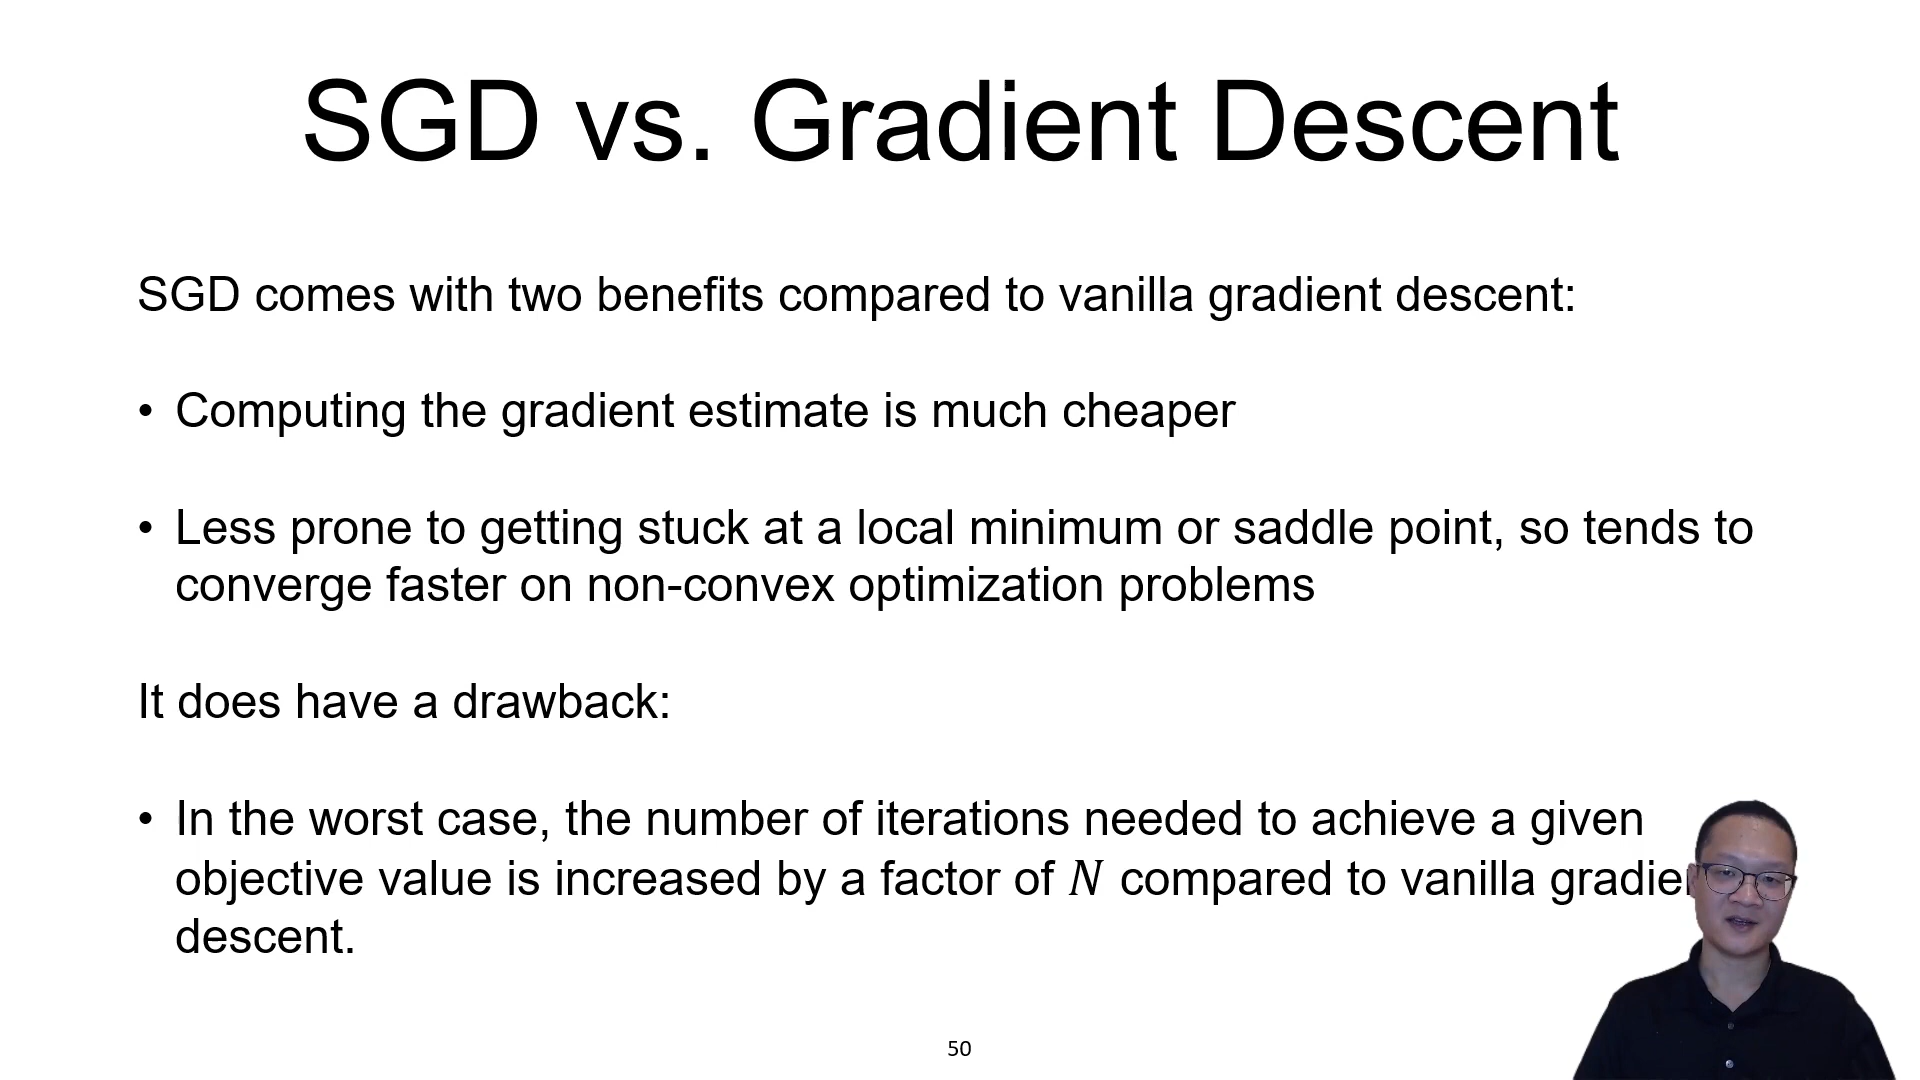 SGD vs. Gradient Descent
SGD comes with two benefits compared to vanilla gradient descent:
• Computing the gradient estimate is much cheaper
• Less prone to getting stuck at a local minimum or saddle point, so tends to
converge faster on non-convex optimization problems
It does have a drawback:
• In the worst case, the number of iterations needed to achieve a given
objective value is increased by a factor of N compared to vanilla
descent.
50